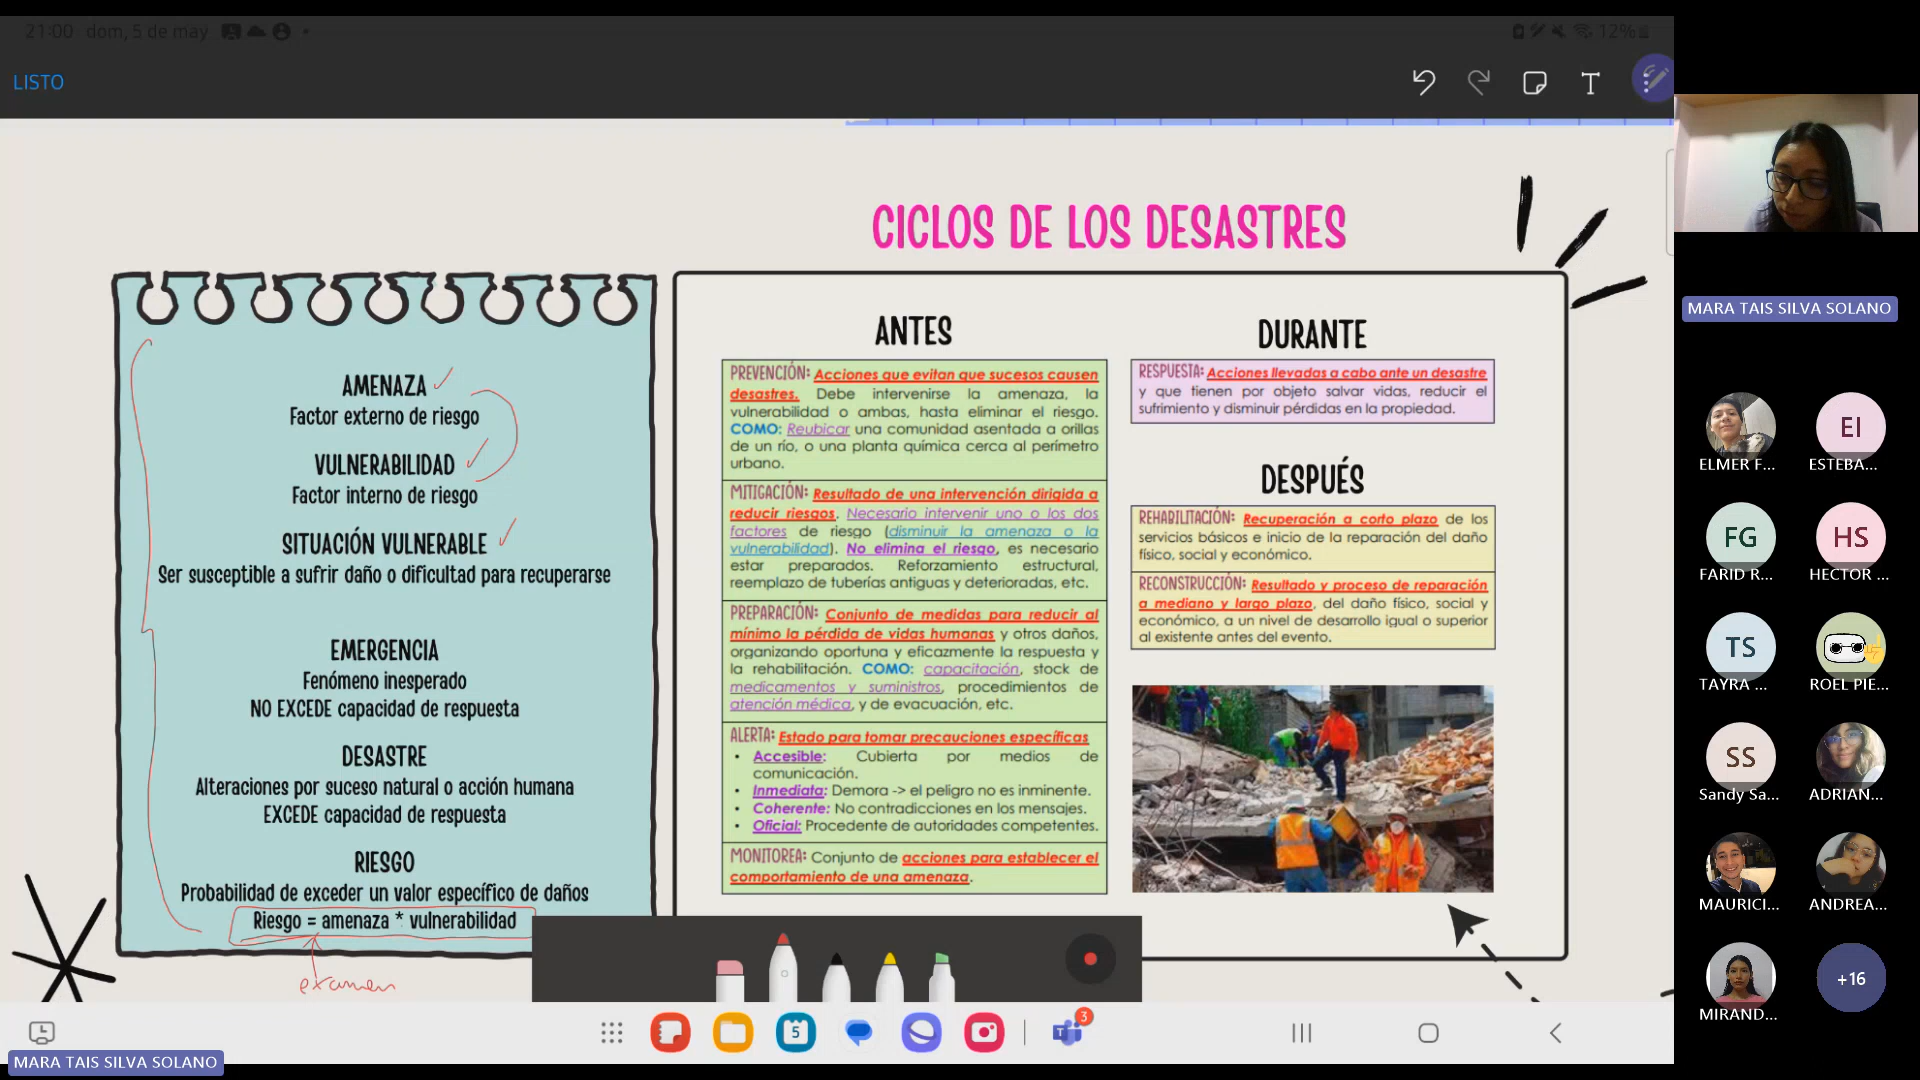 21:00 dom, 5 de may
12%
LISTO
CICLOS DE LOS DESASTRES
AMENAZA
Factor externo de riesgo
VULNERABILIDAD
Factor interno de riesgo
SITUACIÓN VULNERABLE
Ser susceptible a sufrir daño o dificultad para recuperarse
EMERGENCIA
Fenómeno inesperado
NO EXCEDE capacidad de respuesta
DESASTRE
Alteraciones por suceso natural o acción humana
EXCEDE capacidad de respuesta
RIESGO
Probabilidad de exceder un valor específico de daños
Riesgo = amenaza * vulnerabilidad
examen
ANTES
PREVENCIÓN: Acciones que evitan que sucesos causen
desastres. Debe intervenirse la amenaza, la
vulnerabilidad o ambas, hasta eliminar el riesgo.
COMO: Reubicar una comunidad asentada a orillas
de un río, o una planta química cerca al perímetro
urbano.
MITIGACIÓN: Resultado de una intervención dirigida a
reducir riesgos. Necesario intervenir uno o los dos
factores de riesgo (disminuir la amenaza o la
vulnerabilidad). No elimina el riesgo, es necesario
estar preparados. Reforzamiento estructural,
reemplazo de tuberías antiguas y deterioradas, etc.
PREPARACIÓN: Conjunto de medidas para reducir al
mínimo la pérdida de vidas humanas y otros daños,
organizando oportuna y eficazmente la respuesta y
la rehabilitación. COMO: capacitación, stock de
medicamentos y suministros, procedimientos de
atención médica, y de evacuación, etc.
ALERTA: Estado para tomar precauciones específicas
• Accesible: Cubierta por medios de
comunicación.
• Inmediata: Demora -> el peligro no es inminente.
• Coherente: No contradicciones en los mensajes.
• Oficial: Procedente de autoridades competentes.
MONITOREA: Conjunto de acciones para establecer el
comportamiento de una amenaza.
DURANTE
RESPUESTA: Acciones llevadas a cabo ante un desastre
y que tienen por objeto salvar vidas, reducir el
sufrimiento y disminuir pérdidas en la propiedad.
DESPUÉS
REHABILITACIÓN: Recuperación a corto plazo de los
servicios básicos e inicio de la reparación del daño
físico, social y económico.
RECONSTRUCCIÓN: Resultado y proceso de reparación
a mediano y largo plazo, del daño físico, social y
económico, a un nivel de desarrollo igual o superior
al existente antes del evento.
5
T
3
MARA TAIS SILVA SOLANO
MARA TAIS SILVA SOLANO
ELMER F...
EI
ESTEBA...
FG
FARID R...
HS
HECTOR ...
TS
TAYRA ...
ROEL PIE...
SS
Sandy Sa...
ADRIAN...
MAURICI...
ANDREA...
MIRAND...
+16